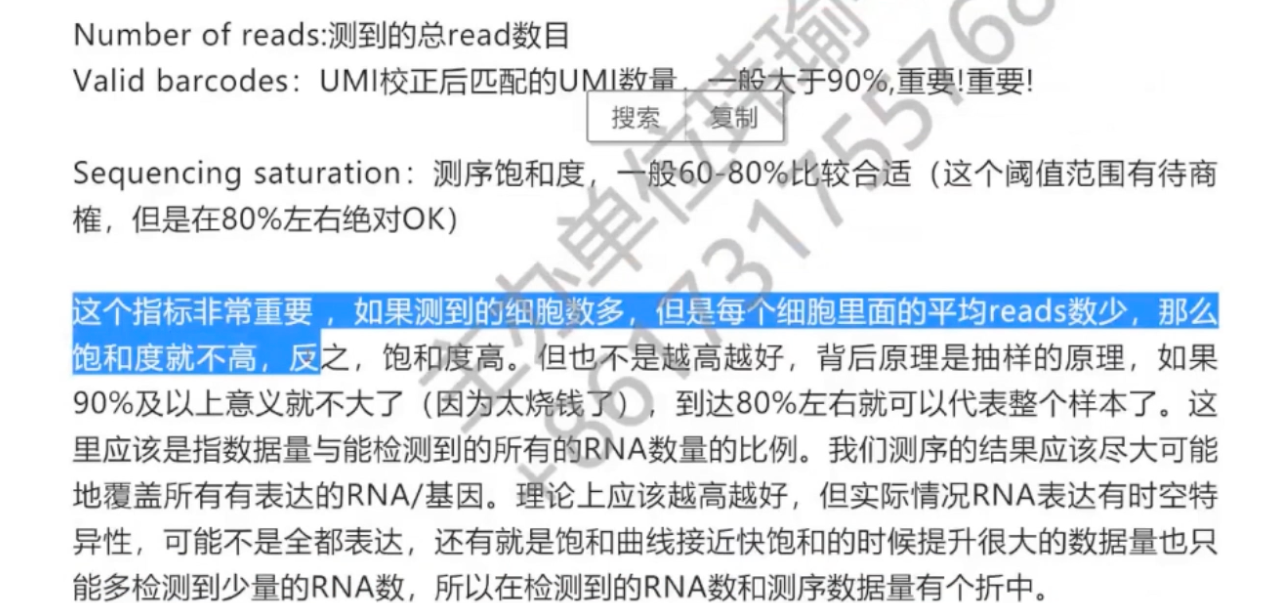 Number of reads:测到的总read数目
Valid barcodes：UMI校正后匹配的UMI数量，一般大于90%,重要!重要!
搜索 复制
Sequencing saturation：测序饱和度，一般60-80%比较合适（这个阈值范围有待商
榷，但是在80%左右绝对OK）
这个指标非常重要 ，如果测到的细胞数多，但是每个细胞里面的平均reads数少，那么
饱和度就不高，反之，饱和度高。但也不是越高越好，背后原理是抽样的原理，如果
90%及以上意义就不大了（因为太烧钱了），到达80%左右就可以代表整个样本了。这
里应该是指数据量与能检测到的所有的RNA数量的比例。我们测序的结果应该尽大可能
地覆盖所有有表达的RNA/基因。理论上应该越高越好，但实际情况RNA表达有时空特
异性，可能不是全都表达，还有就是饱和曲线接近快饱和的时候提升很大的数据量也只
能多检测到少量的RNA数，所以在检测到的RNA数和测序数据量有个折中。
主办单位玮瑜
+8617317557768